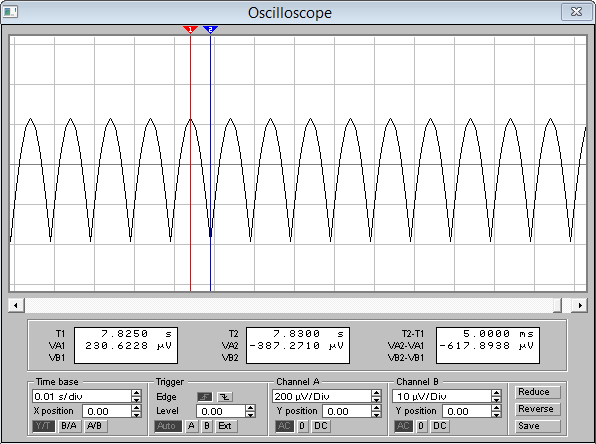 Oscilloscope
1 2
T1 7.8250 s T2 7.8300 s T2-T1 5.0000 ms
VA1 230.6228 µV VA2 -387.2710 µV VA2-VA1 -617.8938 µV
VB1 VB2 VB2-VB1
Time base Trigger Channel A Channel B
0.01 s/div Edge 200 µV/Div 10 µV/Div Reduce
X position 0.00 Level 0.00 Y position 0.00 Y position 0.00 Reverse
Y/T B/A A/B Auto A B Ext AC 0 DC AC 0 DC Save